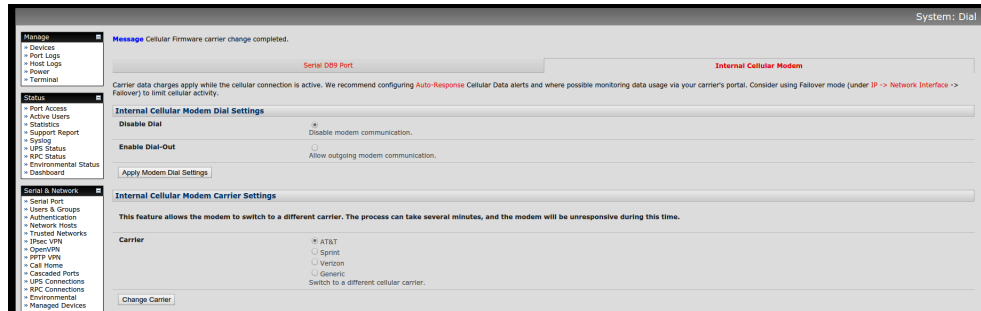 System: Dial
Manage
» Devices
» Port Logs
» Host Logs
» Power
» Terminal
Status
» Port Access
» Active Users
» Statistics
» Support Report
» Syslog
» UPS Status
» RPC Status
» Environmental Status
» Dashboard
Serial & Network
» Serial Port
» Users & Groups
» Authentication
» Network Hosts
» Trusted Networks
» IPsec VPN
» OpenVPN
» PPTP VPN
» Call Home
» Cascaded Ports
» UPS Connections
» RPC Connections
» Environmental
» Managed Devices
Message Cellular Firmware carrier change completed.
Serial DB9 Port
Internal Cellular Modem
Carrier data charges apply while the cellular connection is active. We recommend configuring Auto-Response Cellular Data alerts and where possible monitoring data usage via your carrier's portal. Consider using Failover mode (under IP -> Network Interface ->
Failover) to limit cellular activity.
Internal Cellular Modem Dial Settings
Disable Dial
Disable modem communication.
Enable Dial-Out
Allow outgoing modem communication.
Apply Modem Dial Settings
Internal Cellular Modem Carrier Settings
This feature allows the modem to switch to a different carrier. The process can take several minutes, and the modem will be unresponsive during this time.
Carrier
AT&T
Sprint
Verizon
Generic
Switch to a different cellular carrier.
Change Carrier